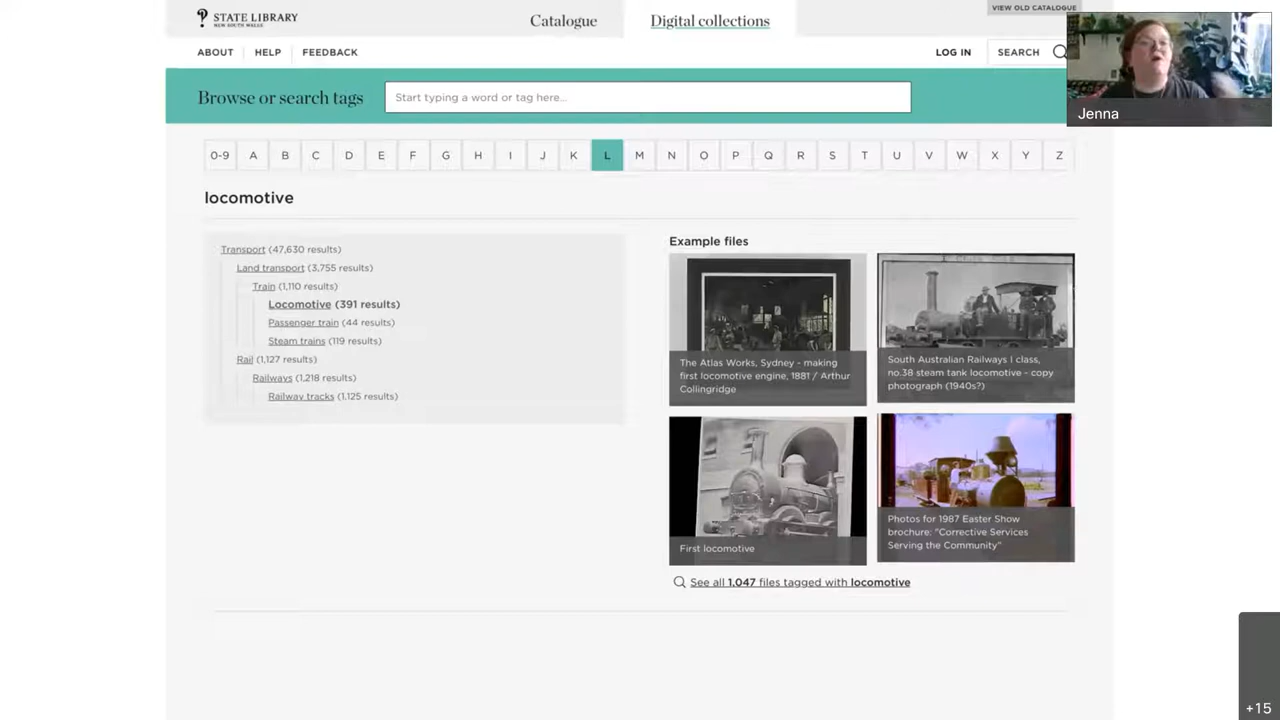 STATE LIBRARY
NEW SOUTH WALES
Catalogue
Digital collections
VIEW OLD CATALOGUE
ABOUT
HELP
FEEDBACK
LOG IN
SEARCH
Jenna
Browse or search tags
Start typing a word or tag here...
0-9 A B C D E F G H I J K L M N O P Q R S T U V W X Y Z
locomotive
Transport (47,630 results)
Land transport (3,755 results)
Train (1,110 results)
Locomotive (391 results)
Passenger train (44 results)
Steam trains (119 results)
Rail (1,127 results)
Railways (1,218 results)
Railway tracks (1,125 results)
Example files
The Atlas Works, Sydney - making
first locomotive engine, 1881 / Arthur
Collingridge
South Australian Railways I class,
no.38 steam tank locomotive - copy
photograph (1940s?)
First locomotive
Photos for 1987 Easter Show
brochure: "Corrective Services
Serving the Community"
See all 1,047 files tagged with locomotive
+15